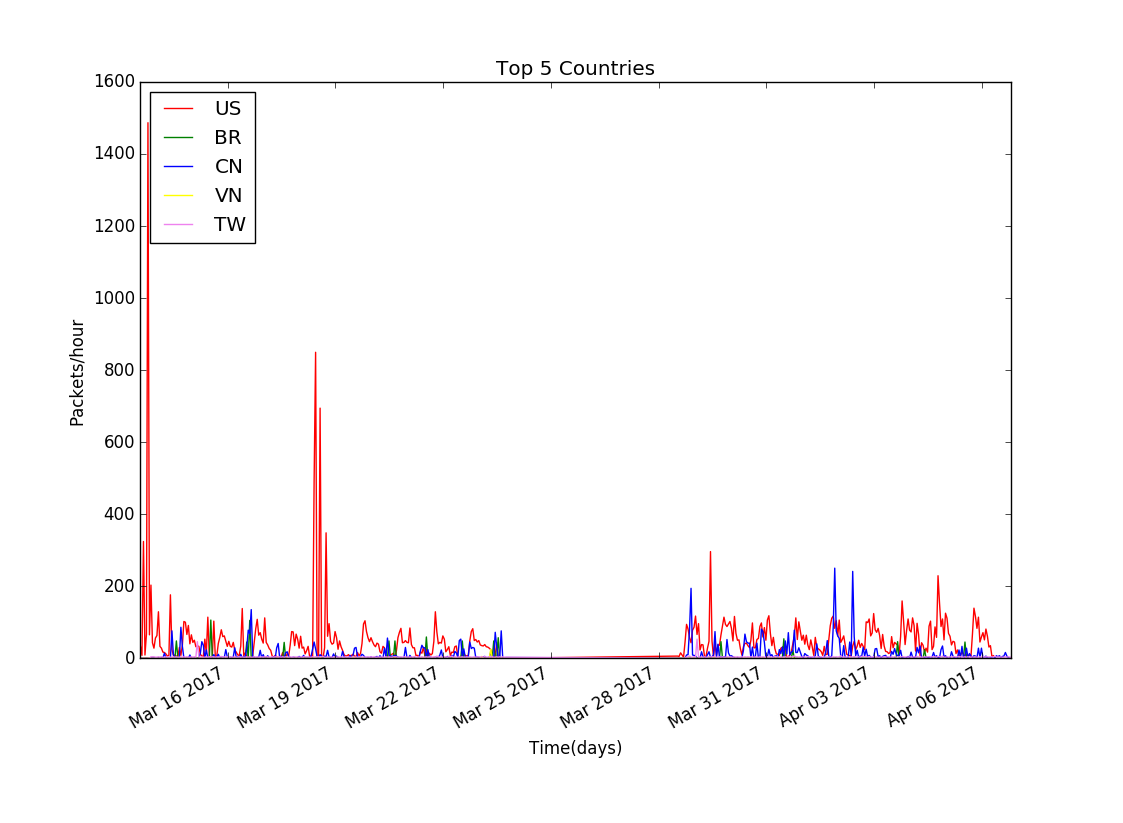 Top 5 Countries
1600
1400
1200
1000
800
600
400
200
0
Packets/hour
US
BR
CN
VN
TW
Mar 16 2017
Mar 19 2017
Mar 22 2017
Mar 25 2017
Mar 28 2017
Mar 31 2017
Apr 03 2017
Apr 06 2017
Time(days)